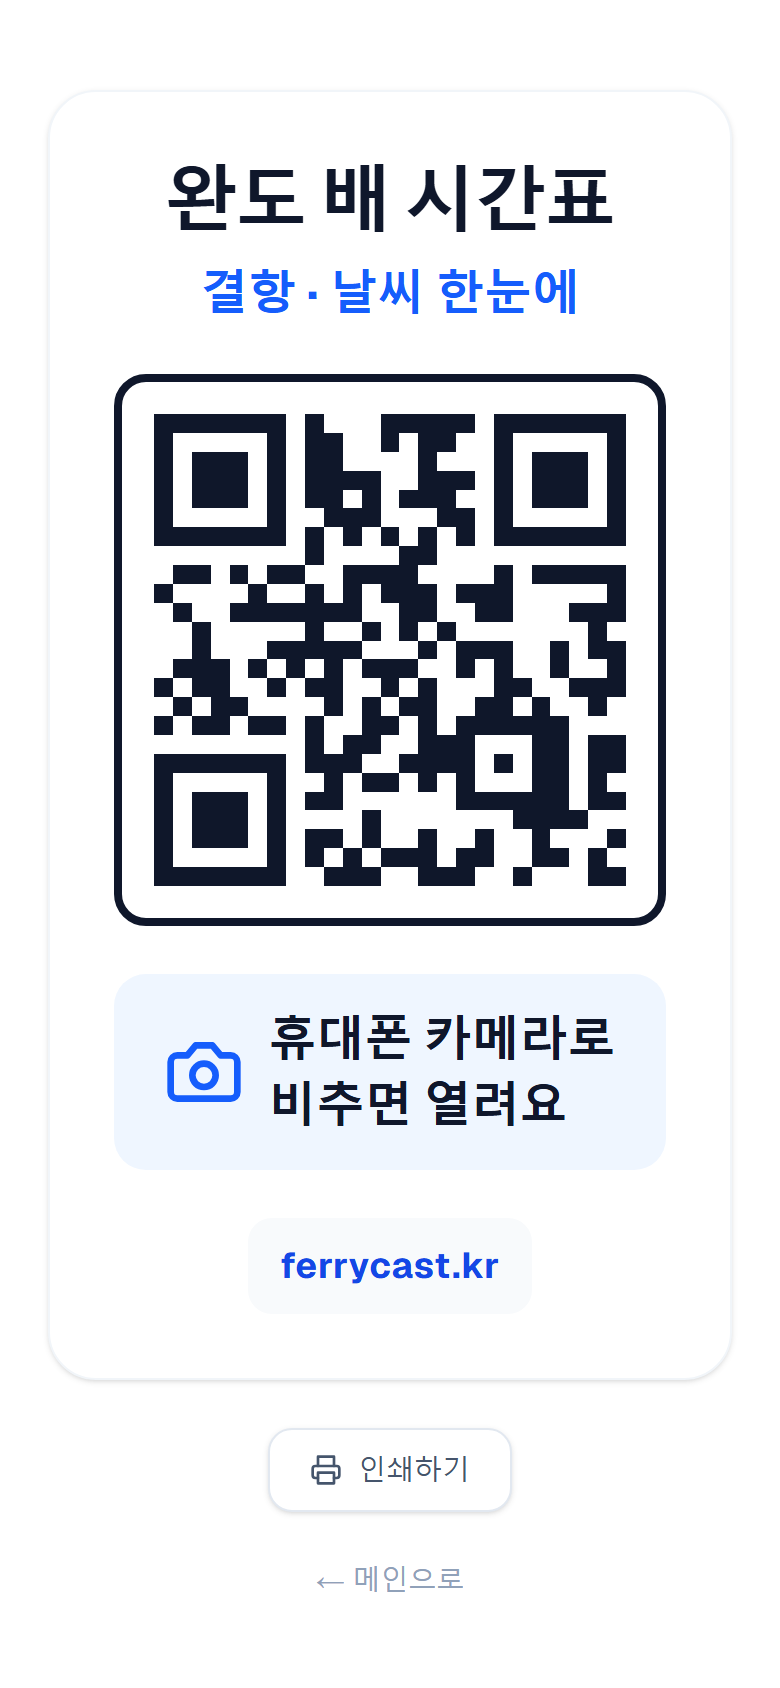 완도 배 시간표
결항 · 날씨 한눈에
휴대폰 카메라로
비추면 열려요
ferrycast.kr
인쇄하기
← 메인으로